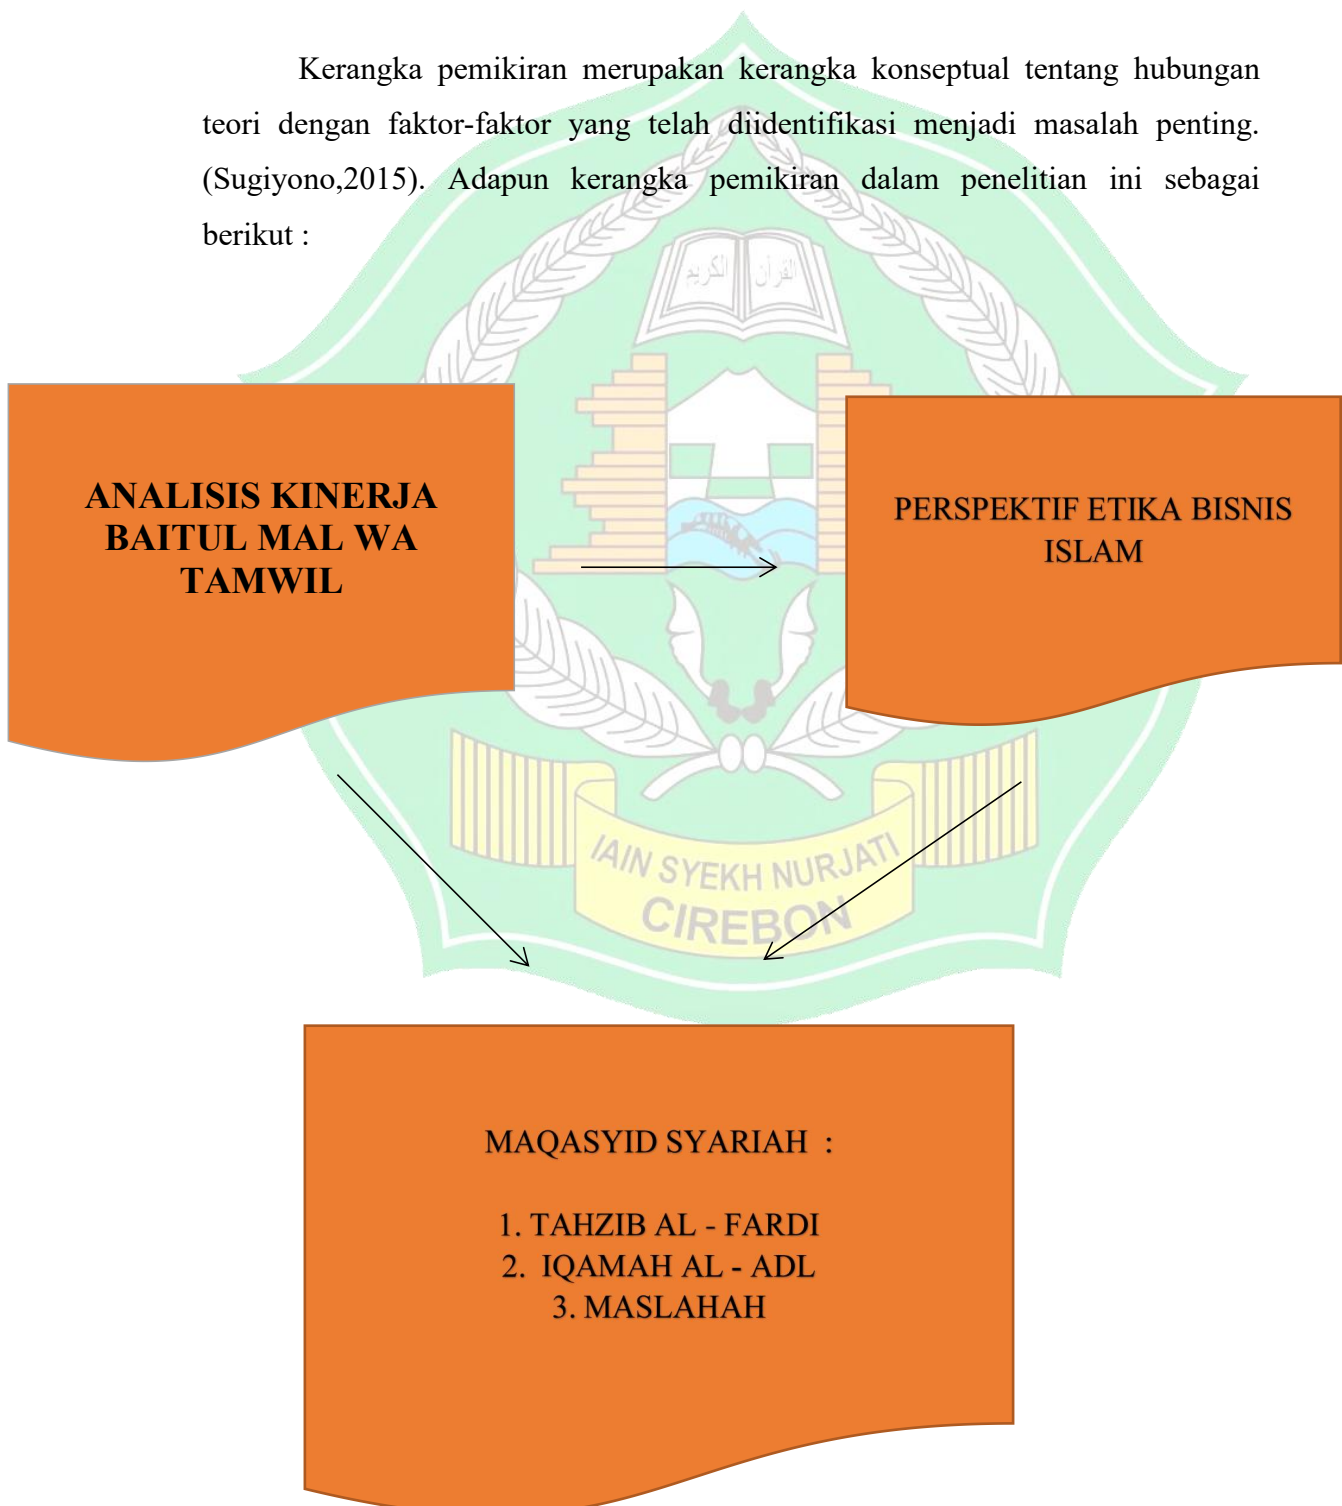 Kerangka pemikiran merupakan kerangka konseptual tentang hubungan
teori dengan faktor-faktor yang telah diidentifikasi menjadi masalah penting.
(Sugiyono,2015). Adapun kerangka pemikiran dalam penelitian ini sebagai
berikut :
القرآن الكريم
ANALISIS KINERJA
BAITUL MAL WA
TAMWIL
PERSPEKTIF ETIKA BISNIS
ISLAM
IAIN SYEKH NURJATI
CIREBON
MAQASYID SYARIAH :
1. TAHZIB AL - FARDI
2. IQAMAH AL - ADL
3. MASLAHAH